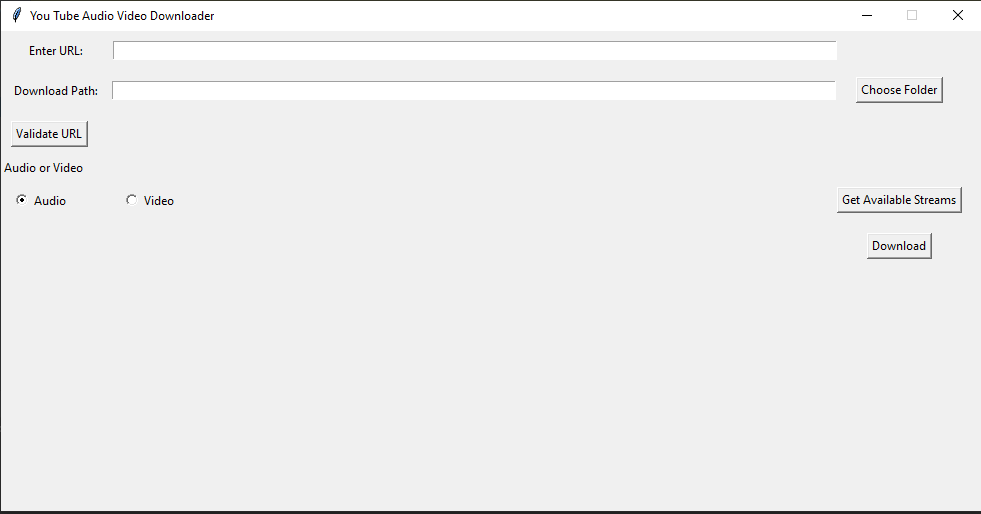 You Tube Audio Video Downloader
Enter URL:
Download Path:
Choose Folder
Validate URL
Audio or Video
Audio
Video
Get Available Streams
Download